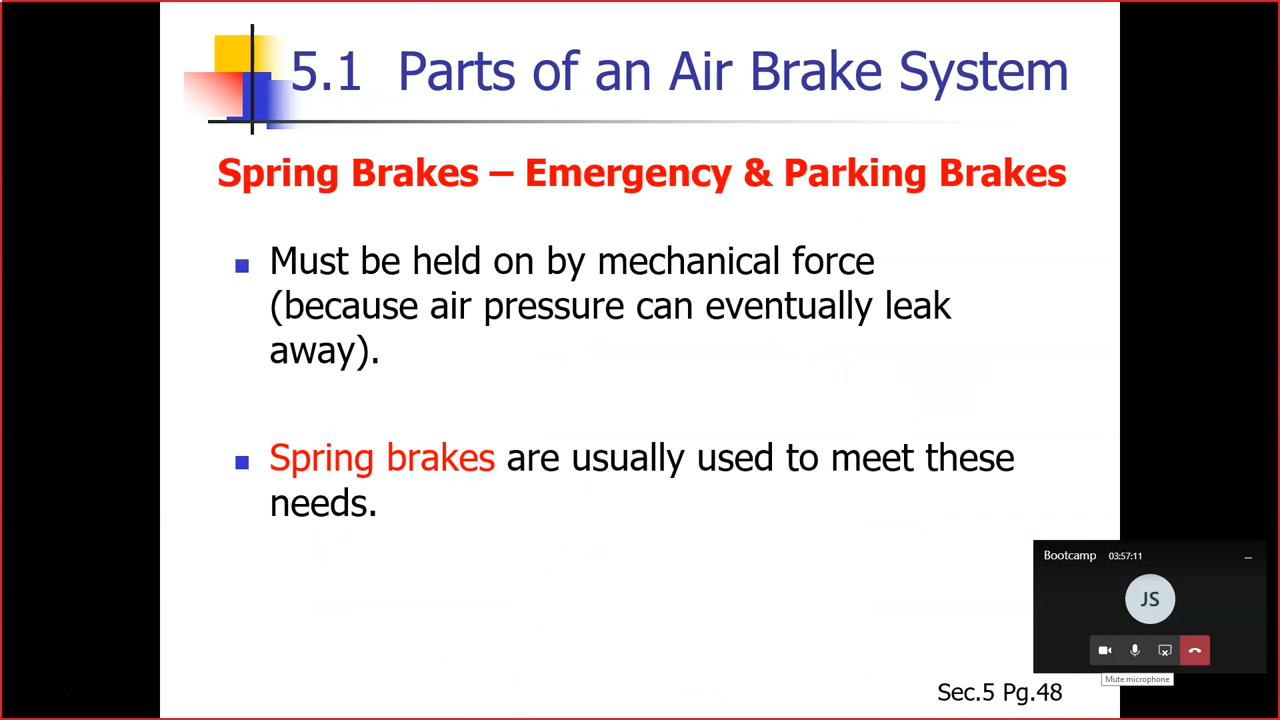 5.1 Parts of an Air Brake System
Spring Brakes – Emergency & Parking Brakes
Must be held on by mechanical force
(because air pressure can eventually leak
away).
Spring brakes are usually used to meet these
needs.
Bootcamp 03:57:11
JS
Mute microphone
Sec.5 Pg.48